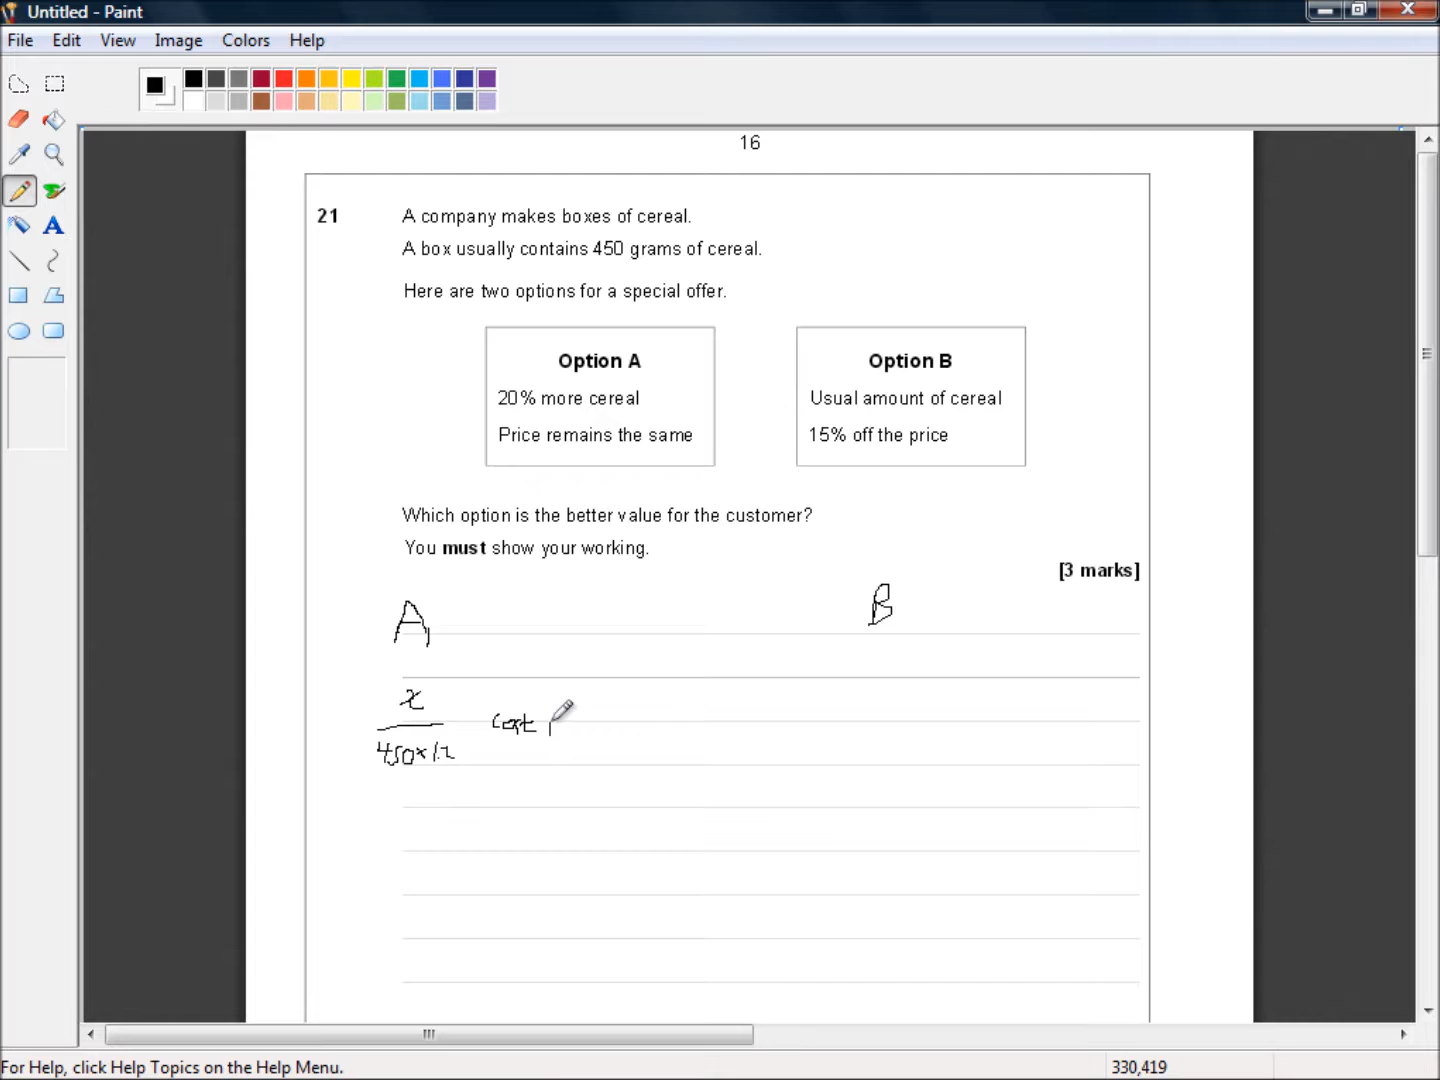 Untitled - Paint
File Edit View Image Colors Help
16
21 A company makes boxes of cereal.
A box usually contains 450 grams of cereal.
Here are two options for a special offer.
Option A
20% more cereal
Price remains the same
Option B
Usual amount of cereal
15% off the price
Which option is the better value for the customer?
You must show your working.
[3 marks]
A
B
x
450×1.2
cost
For Help, click Help Topics on the Help Menu.
330,419